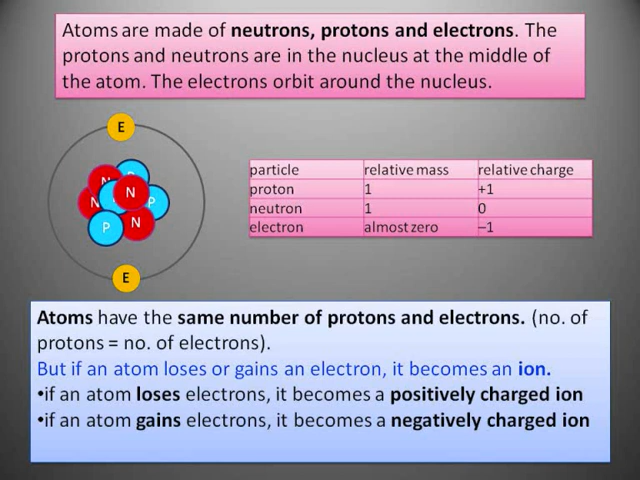 Atoms are made of neutrons, protons and electrons. The
protons and neutrons are in the nucleus at the middle of
the atom. The electrons orbit around the nucleus.
E
N P
N P N P
P N
E
particle relative mass relative charge
proton 1 +1
neutron 1 0
electron almost zero –1
Atoms have the same number of protons and electrons. (no. of
protons = no. of electrons).
But if an atom loses or gains an electron, it becomes an ion.
•if an atom loses electrons, it becomes a positively charged ion
•if an atom gains electrons, it becomes a negatively charged ion